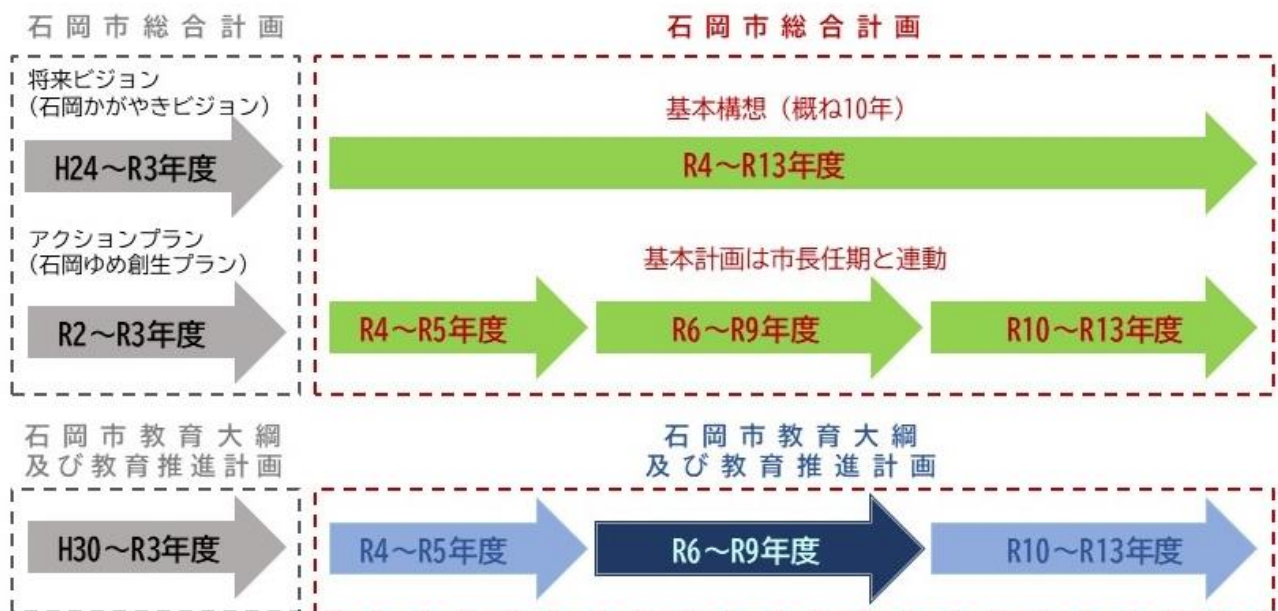 石岡市総合計画
石岡市総合計画
将来ビジョン
(石岡かがやきビジョン)
H24～R3年度
基本構想（概ね10年）
R4～R13年度
アクションプラン
(石岡ゆめ創生プラン)
R2～R3年度
基本計画は市長任期と連動
R4～R5年度
R6～R9年度
R10～R13年度
石岡市教育大綱
及び教育推進計画
石岡市教育大綱
及び教育推進計画
H30～R3年度
R4～R5年度
R6～R9年度
R10～R13年度